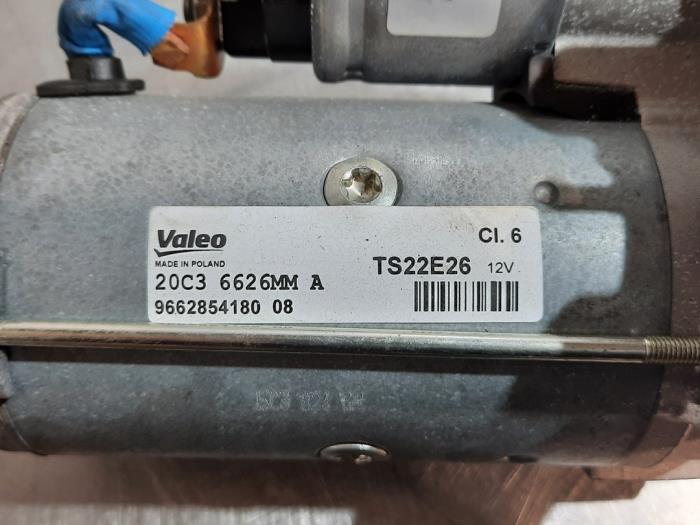 Valeo
MADE IN POLAND
Cl. 6
TS22E26 12V
20C3 6626MM A
9662854180 08